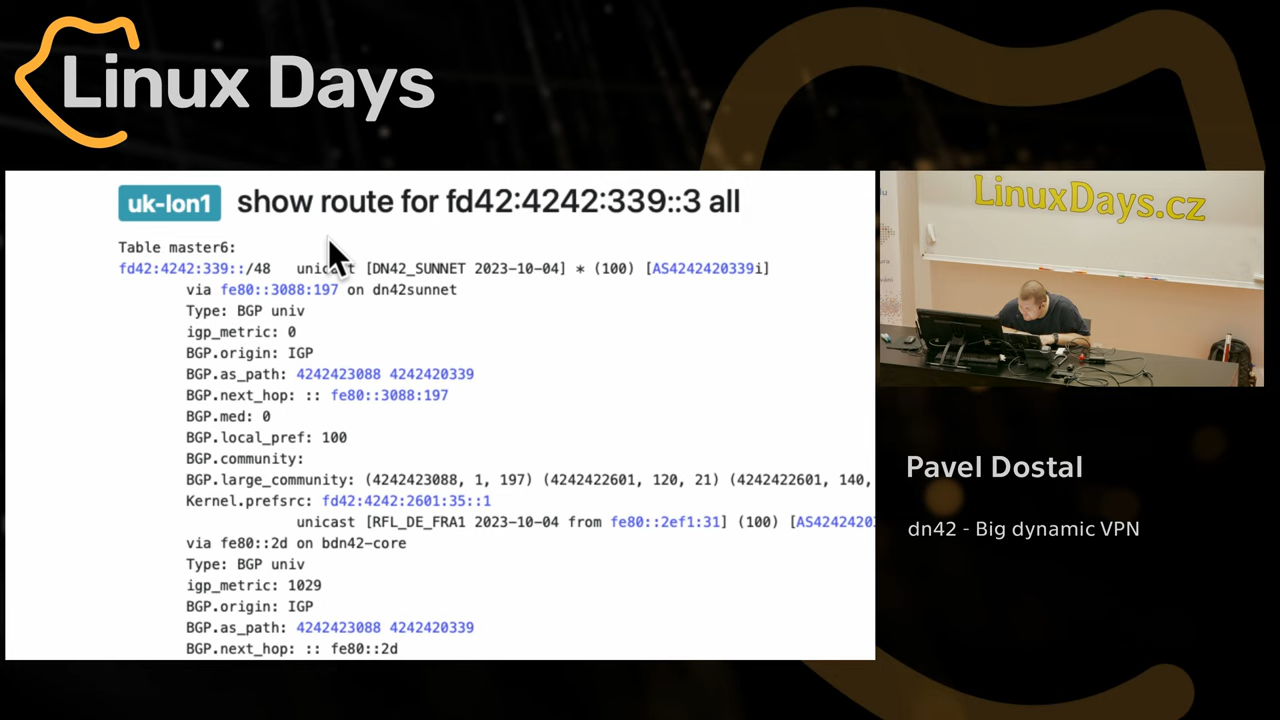 Linux Days
uk-lon1 show route for fd42:4242:339::3 all
Table master6:
fd42:4242:339::/48 unicast [DN42_SUNNET 2023-10-04] * (100) [AS4242420339i]
via fe80::3088:197 on dn42sunnet
Type: BGP univ
igp_metric: 0
BGP.origin: IGP
BGP.as_path: 4242423088 4242420339
BGP.next_hop: :: fe80::3088:197
BGP.med: 0
BGP.local_pref: 100
BGP.community:
BGP.large_community: (4242423088, 1, 197) (4242422601, 120, 21) (4242422601, 140,
Kernel.prefsrc: fd42:4242:2601:35::1
unicast [RFL_DE_FRA1 2023-10-04 from fe80::2ef1:31] (100) [AS42424203
via fe80::2d on bdn42-core
Type: BGP univ
igp_metric: 1029
BGP.origin: IGP
BGP.as_path: 4242423088 4242420339
BGP.next_hop: :: fe80::2d
LinuxDays.cz
Pavel Dostal
dn42 - Big dynamic VPN